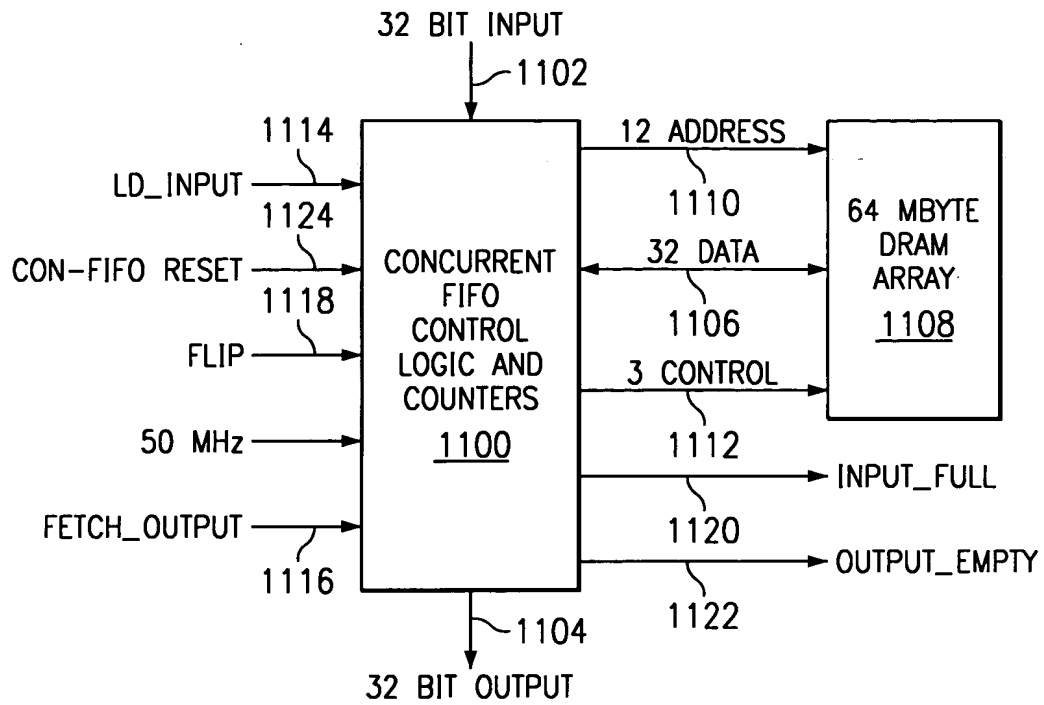 32 BIT INPUT
1102
1114
LD_INPUT
1124
CON-FIFO RESET
1118
FLIP
50 MHz
FETCH_OUTPUT
1116
CONCURRENT
FIFO
CONTROL
LOGIC AND
COUNTERS
1100
12 ADDRESS
1110
32 DATA
1106
3 CONTROL
1112
64 MBYTE
DRAM
ARRAY
1108
INPUT_FULL
1120
OUTPUT_EMPTY
1122
1104
32 BIT OUTPUT